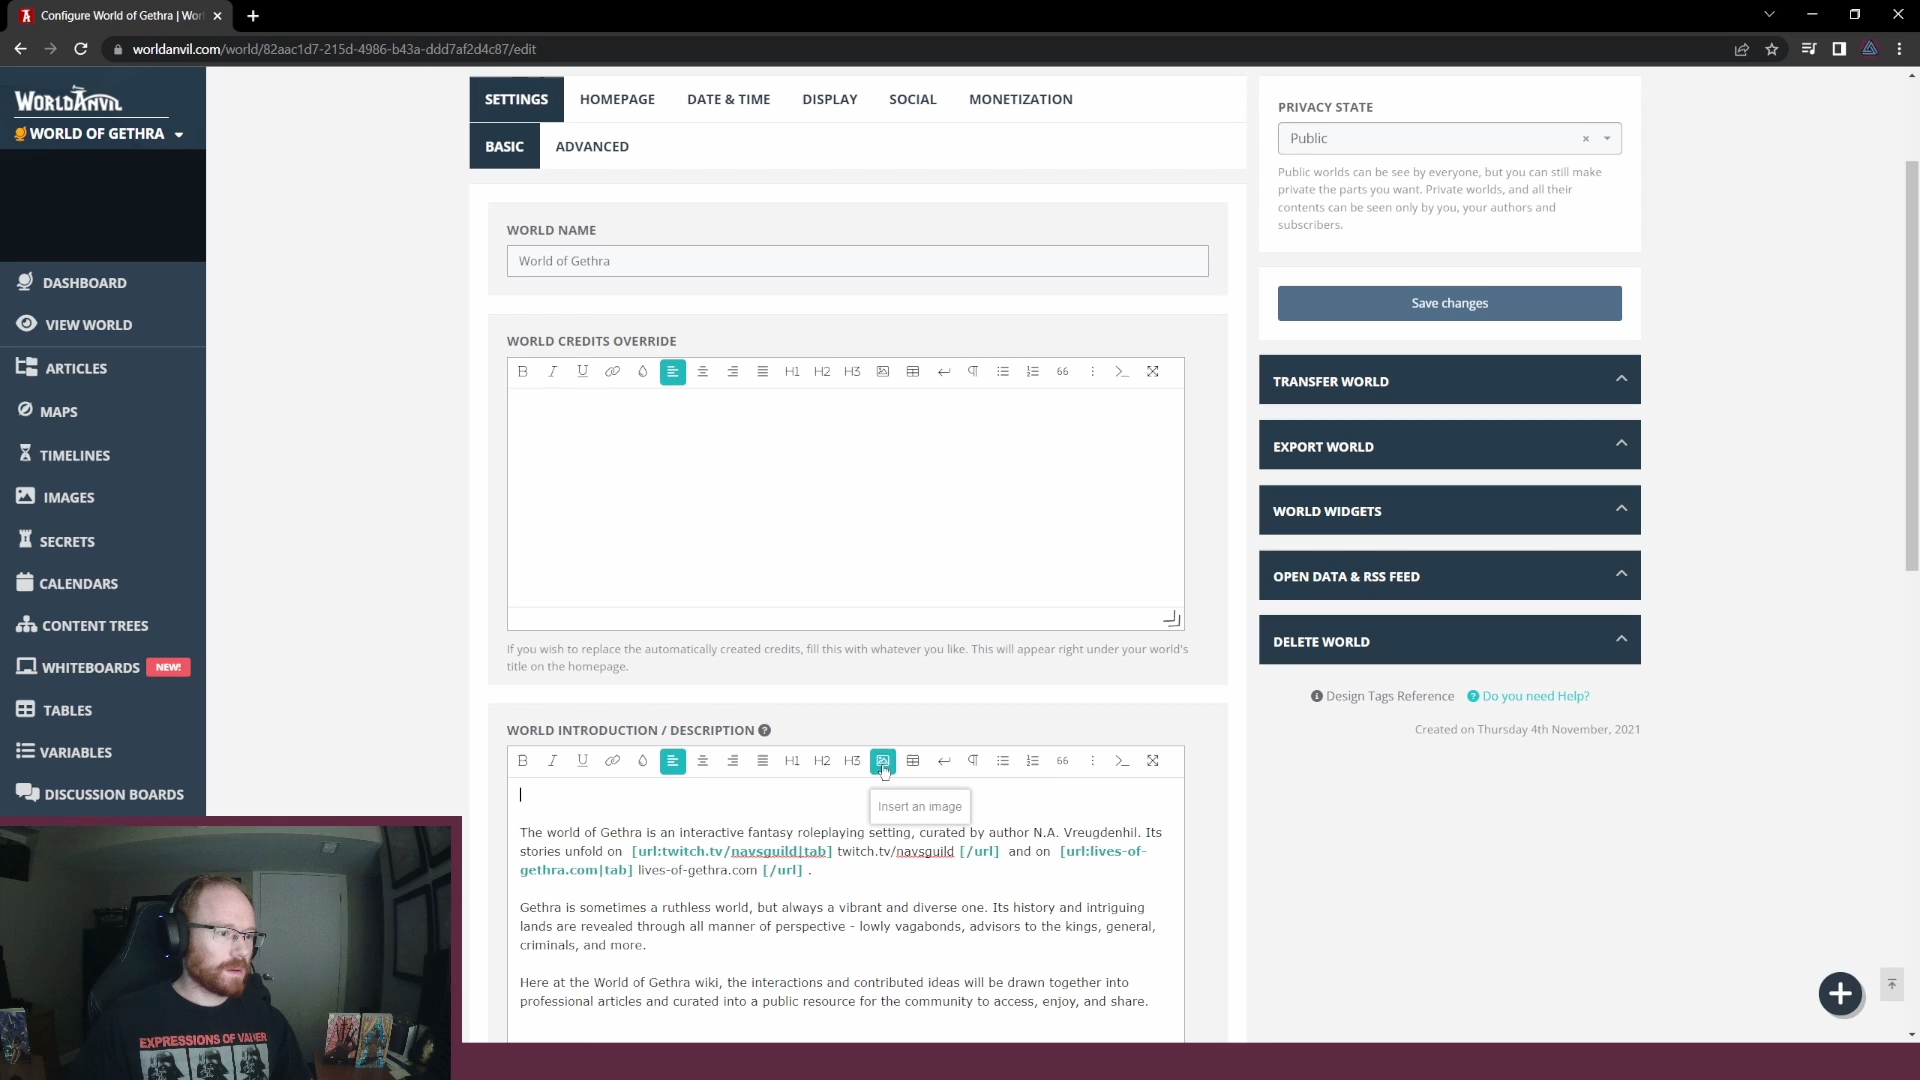 Configure World of Gethra | Worl
worldanvil.com/world/82aac1d7-215d-4986-b43a-ddd7af2d4c87/edit
WORLDANVIL
WORLD OF GETHRA
DASHBOARD
VIEW WORLD
ARTICLES
MAPS
TIMELINES
IMAGES
SECRETS
CALENDARS
CONTENT TREES
WHITEBOARDS NEW!
TABLES
VARIABLES
DISCUSSION BOARDS
SETTINGS HOMEPAGE DATE & TIME DISPLAY SOCIAL MONETIZATION
BASIC ADVANCED
WORLD NAME
World of Gethra
WORLD CREDITS OVERRIDE
B I U H1 H2 H3 66
If you wish to replace the automatically created credits, fill this with whatever you like. This will appear right under your world's
title on the homepage.
WORLD INTRODUCTION / DESCRIPTION
B I U H1 H2 H3 66
Insert an image
The world of Gethra is an interactive fantasy roleplaying setting, curated by author N.A. Vreugdenhil. Its
stories unfold on [url:twitch.tv/navsguild|tab] twitch.tv/navsguild [/url] and on [url:lives-of-
gethra.com|tab] lives-of-gethra.com [/url] .
Gethra is sometimes a ruthless world, but always a vibrant and diverse one. Its history and intriguing
lands are revealed through all manner of perspective - lowly vagabonds, advisors to the kings, general,
criminals, and more.
Here at the World of Gethra wiki, the interactions and contributed ideas will be drawn together into
professional articles and curated into a public resource for the community to access, enjoy, and share.
PRIVACY STATE
Public ×
Public worlds can be see by everyone, but you can still make
private the parts you want. Private worlds, and all their
contents can be seen only by you, your authors and
subscribers.
Save changes
TRANSFER WORLD
EXPORT WORLD
WORLD WIDGETS
OPEN DATA & RSS FEED
DELETE WORLD
Design Tags Reference Do you need Help?
Created on Thursday 4th November, 2021
EXPRESSIONS OF VADER